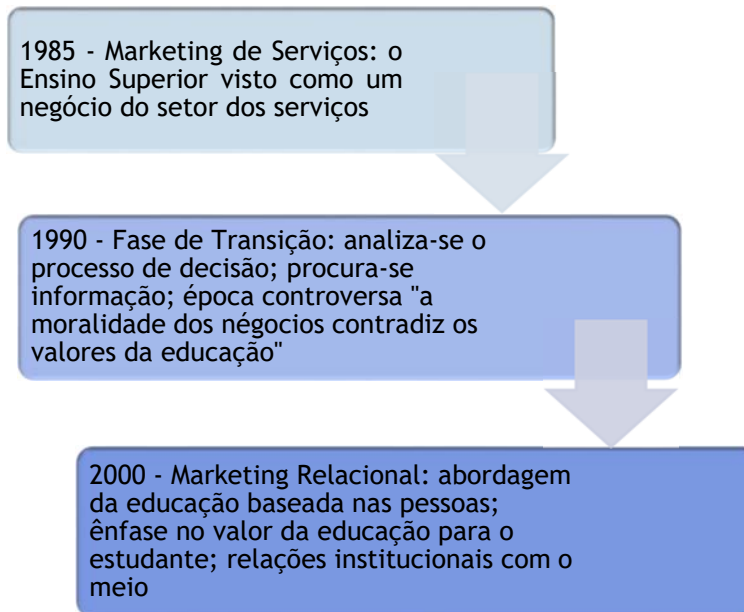 1985 - Marketing de Serviços: o
Ensino Superior visto como um
negócio do setor dos serviços
1990 - Fase de Transição: analiza-se o
processo de decisão; procura-se
informação; época controversa "a
moralidade dos négocios contradiz os
valores da educação"
2000 - Marketing Relacional: abordagem
da educação baseada nas pessoas;
ênfase no valor da educação para o
estudante; relações institucionais com o
meio